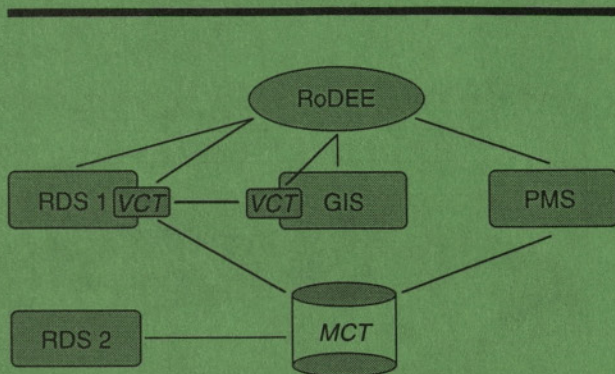 RoDEE
RDS 1 VCT
VCT GIS
PMS
RDS 2
MCT